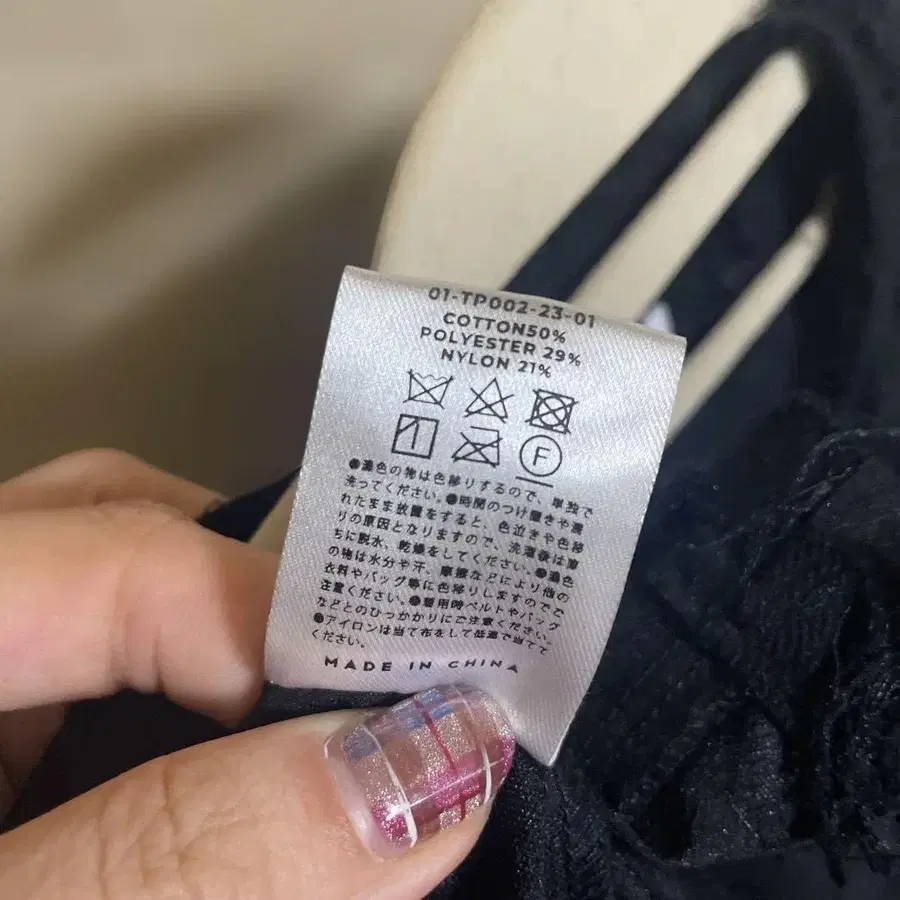 01-TP002-23-01
COTTON50%
POLYESTER 29%
NYLON 21%
F
●濃色の物は色移りするので、単独で
洗ってください。●時間のつけ置きや濡
れたまま放置をすると、色泣きや色移
りの原因となりますので、洗濯後は直
ちに脱水、乾燥をしてください。●濃色
の物は水分や汗、摩擦などにより他の
衣料やバッグ等に色移りしますのでご
注意ください。●着用時ベルトやバッグ
などとのひっかかりにご注意ください。
●アイロンは当て布をして低温で当てて
ください。
MADE IN CHINA